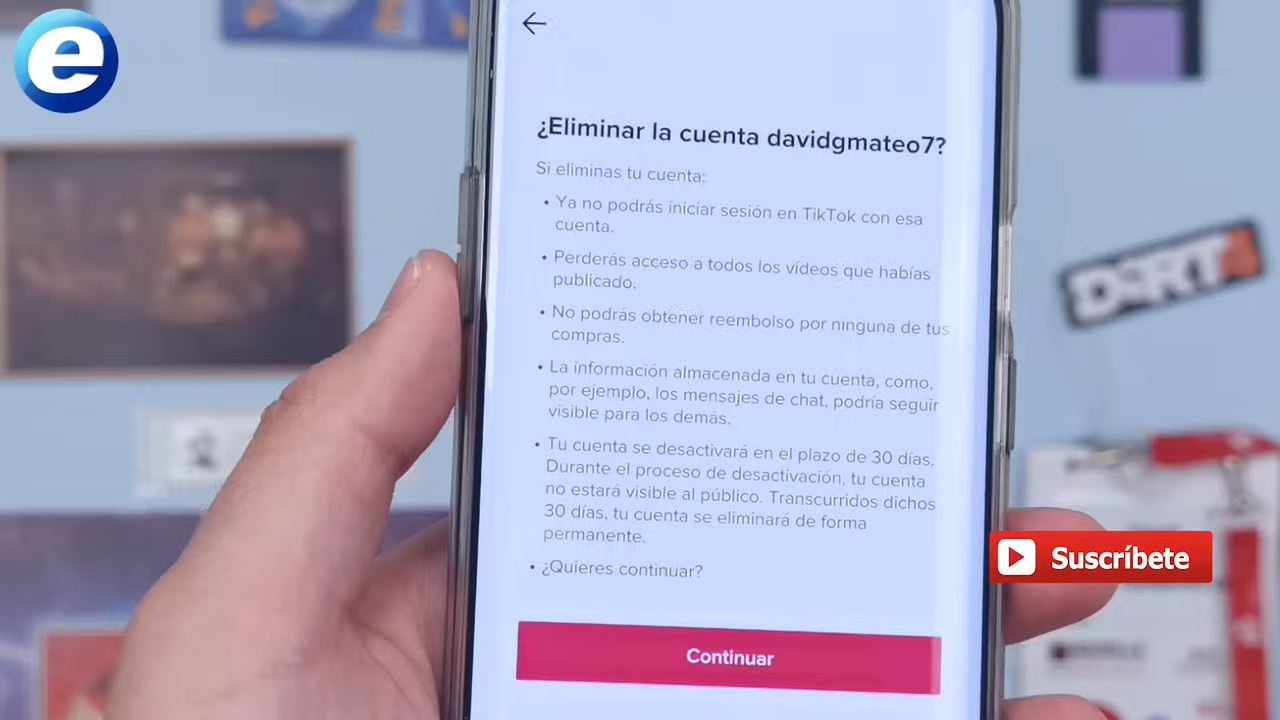 e
¿Eliminar la cuenta davidgmateo7?
Si eliminas tu cuenta:
• Ya no podrás iniciar sesión en TikTok con esa
cuenta.
• Perderás acceso a todos los vídeos que habías
publicado.
• No podrás obtener reembolso por ninguna de tus
compras.
• La información almacenada en tu cuenta, como,
por ejemplo, los mensajes de chat, podría seguir
visible para los demás.
• Tu cuenta se desactivará en el plazo de 30 días.
Durante el proceso de desactivación, tu cuenta
no estará visible al público. Transcurridos dichos
30 días, tu cuenta se eliminará de forma
permanente.
• ¿Quieres continuar?
Continuar
DiRT4
Suscríbete